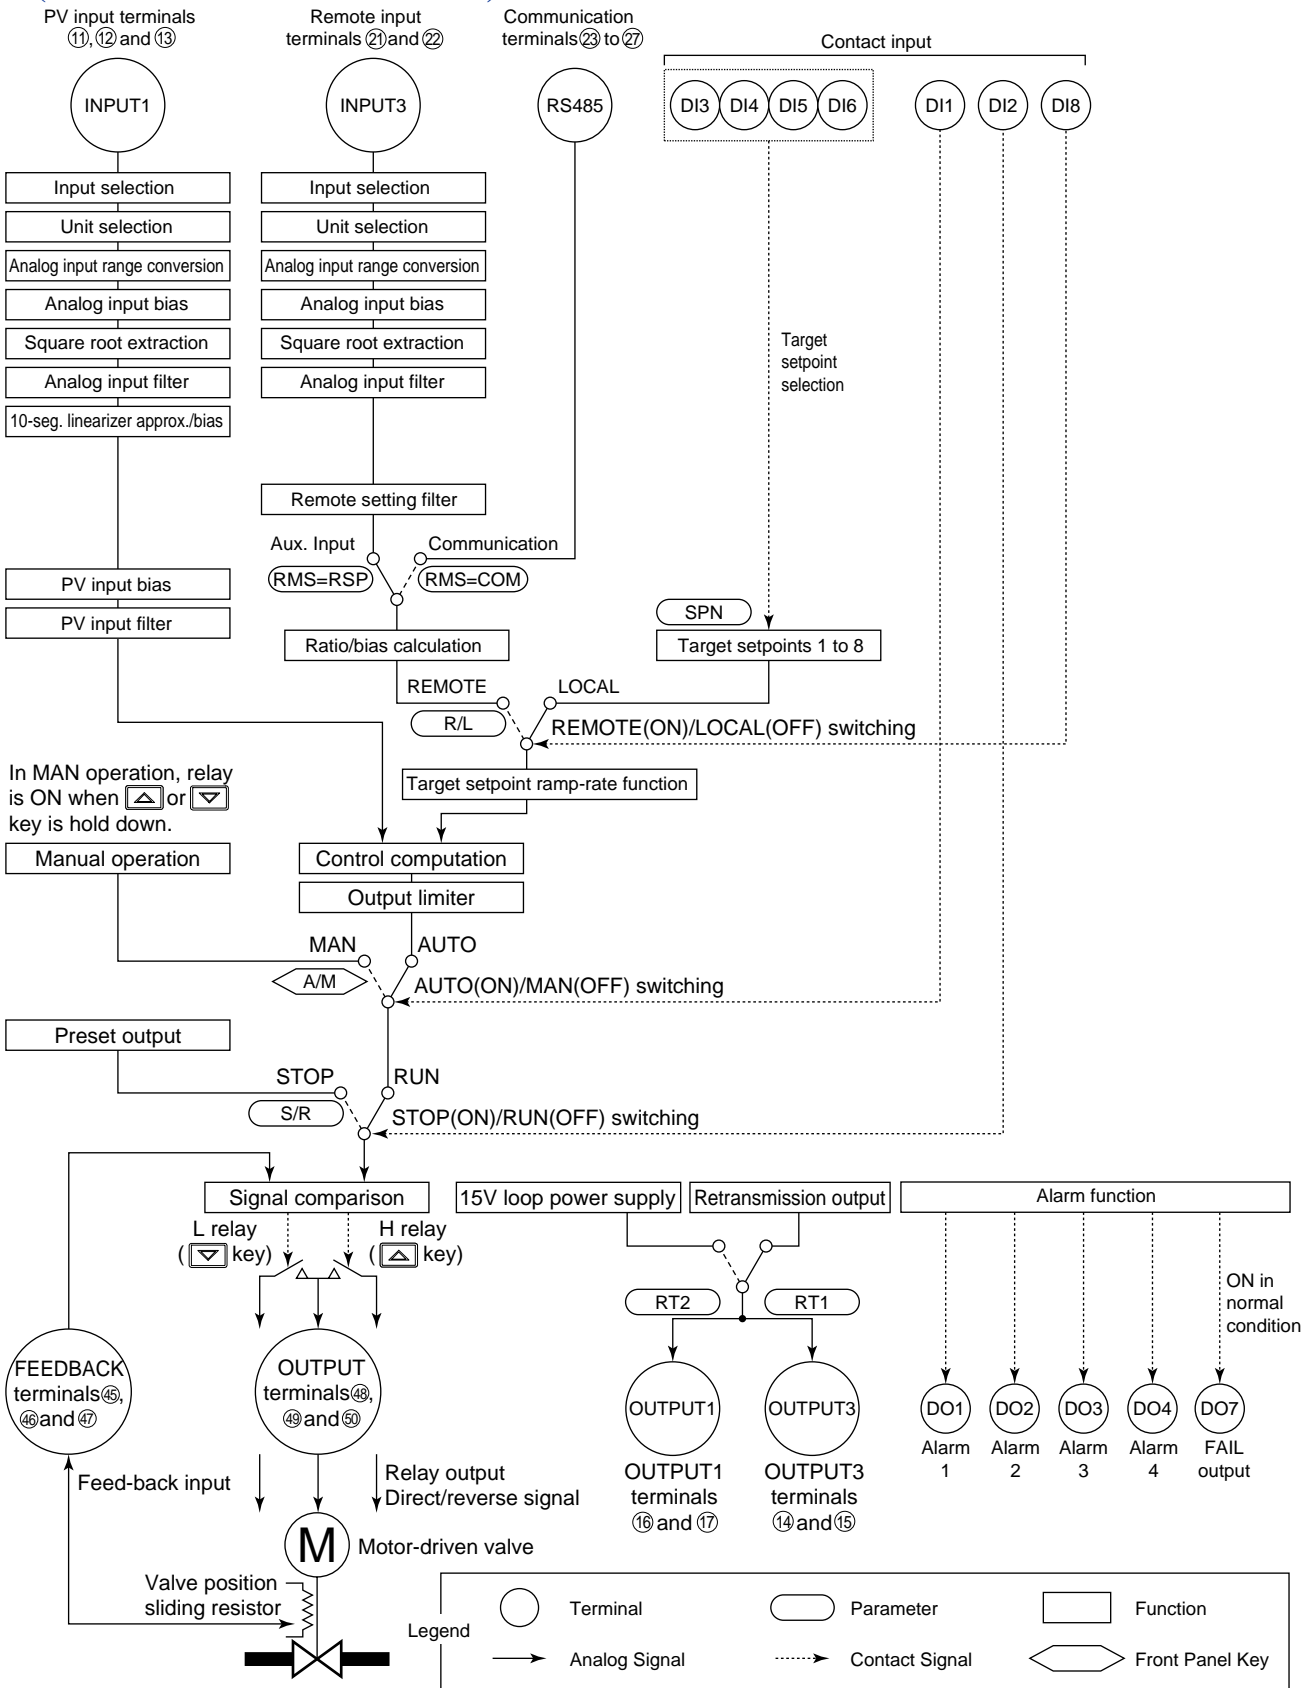 PV input terminals
⑪, ⑫ and ⑬
Remote input
terminals ㉑ and ㉒
Communication
terminals ㉓ to ㉗
Contact input
INPUT1
INPUT3
RS485
DI3
DI4
DI5
DI6
DI1
DI2
DI8
Input selection
Unit selection
Analog input range conversion
Analog input bias
Square root extraction
Analog input filter
10-seg. linearizer approx./bias
Input selection
Unit selection
Analog input range conversion
Analog input bias
Square root extraction
Analog input filter
Target
setpoint
selection
Remote setting filter
Aux. Input
Communication
RMS=RSP
RMS=COM
PV input bias
PV input filter
SPN
Ratio/bias calculation
Target setpoints 1 to 8
REMOTE
LOCAL
R/L
REMOTE(ON)/LOCAL(OFF) switching
Target setpoint ramp-rate function
In MAN operation, relay
is ON when or
key is hold down.
Manual operation
Control computation
Output limiter
MAN
AUTO
A/M
AUTO(ON)/MAN(OFF) switching
Preset output
STOP
RUN
S/R
STOP(ON)/RUN(OFF) switching
Signal comparison
15V loop power supply
Retransmission output
Alarm function
L relay
( key)
H relay
( key)
RT2
RT1
ON in
normal
condition
FEEDBACK
terminals ㊺,
㊻ and ㊼
OUTPUT
terminals ㊽,
㊾ and ㊿
OUTPUT1
OUTPUT3
DO1
DO2
DO3
DO4
DO7
Alarm
1
Alarm
2
Alarm
3
Alarm
4
FAIL
output
OUTPUT1
terminals
⑯ and ⑰
OUTPUT3
terminals
⑭ and ⑮
Feed-back input
Relay output
Direct/reverse signal
M
Motor-driven valve
Valve position
sliding resistor
Legend
Terminal
Parameter
Function
Analog Signal
Contact Signal
Front Panel Key